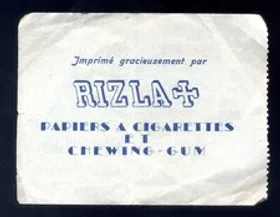 Imprimé gracieusement par
RIZLA+
PAPIERS A CIGARETTES
ET
CHEWING-GUM